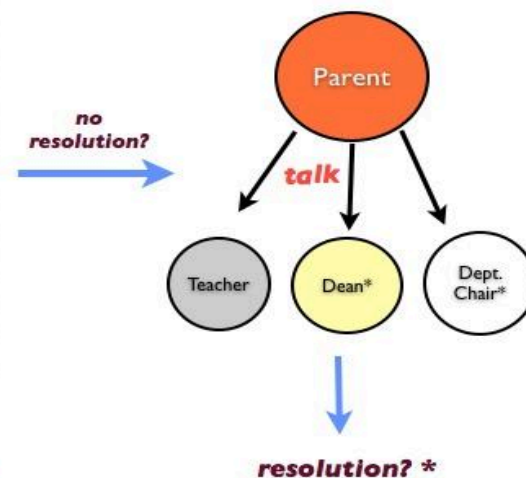 Parent
no
resolution?
talk
Teacher
Dean*
Dept.
Chair*
resolution? *